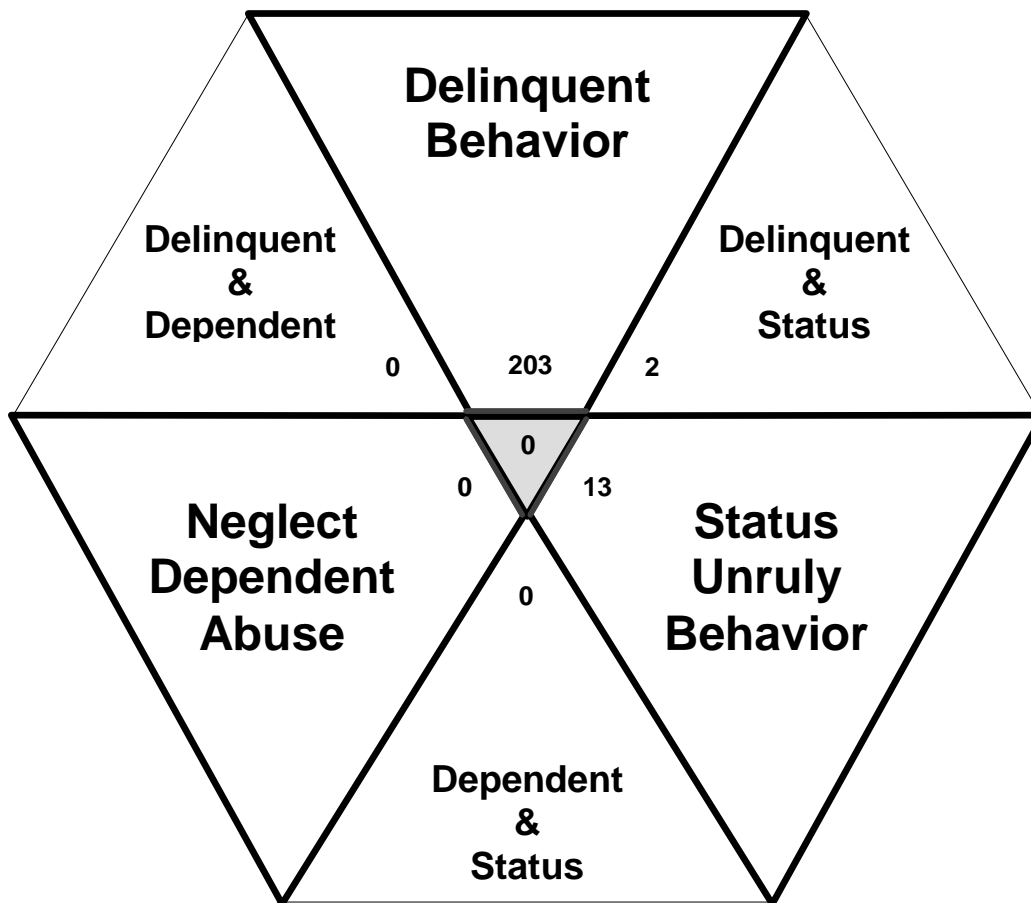 Delinquent
Behavior
Delinquent
&
Dependent
Delinquent
&
Status
0
203
2
0
0
13
Neglect
Dependent
Abuse
Status
Unruly
Behavior
0
Dependent
&
Status